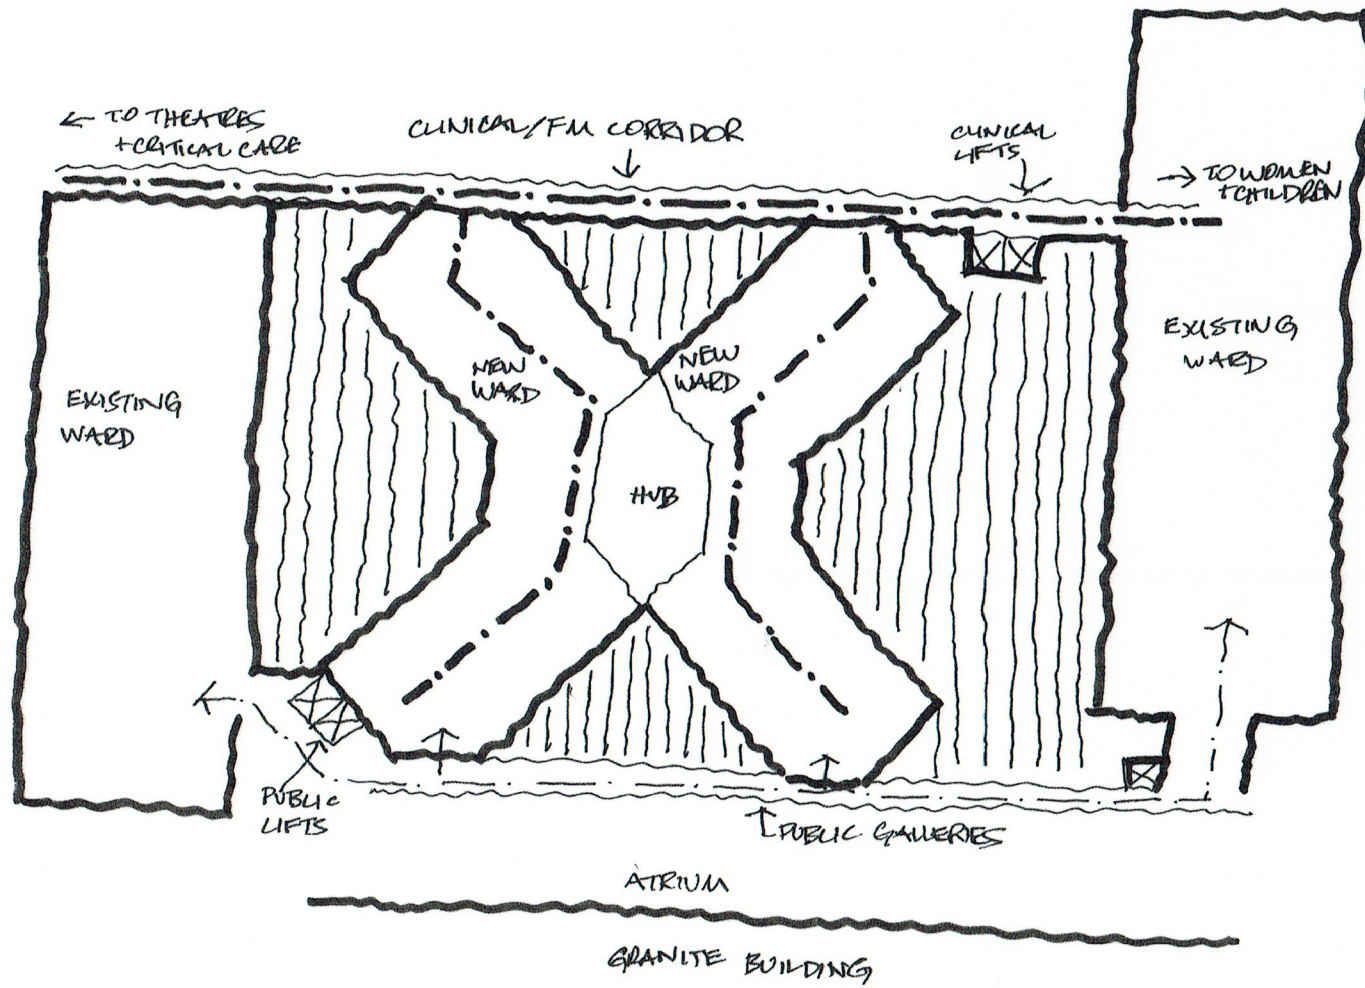 ← TO THEATRES
+CRITICAL CARE
CLINICAL/FM CORRIDOR
CLINICAL
LIFTS
→ TO WOMEN
+CHILDREN
EXISTING
WARD
NEW
WARD
NEW
WARD
EXISTING
WARD
HUB
PUBLIC
LIFTS
PUBLIC GALLERIES
ATRIUM
GRANITE BUILDING